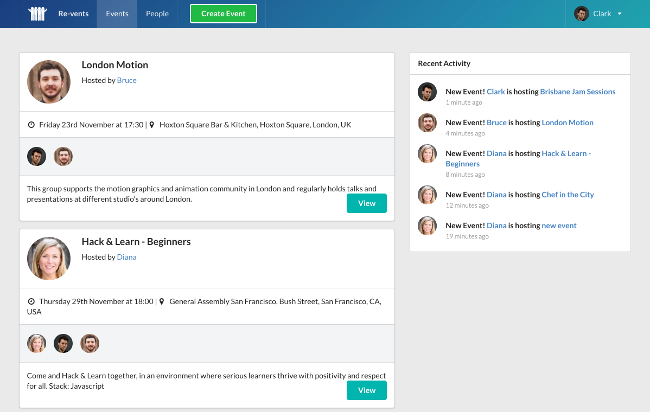 Re-vents
Events
People
Create Event
Clark
London Motion
Hosted by Bruce
Friday 23rd November at 17:30 | Hoxton Square Bar & Kitchen, Hoxton Square, London, UK
This group supports the motion graphics and animation community in London and regularly holds talks and
presentations at different studio's around London.
View
Hack & Learn - Beginners
Hosted by Diana
Thursday 29th November at 18:00 | General Assembly San Francisco, Bush Street, San Francisco, CA,
USA
Come and Hack & Learn together, in an environment where serious learners thrive with positivity and respect
for all. Stack: Javascript
View
Recent Activity
New Event! Clark is hosting Brisbane Jam Sessions
1 minute ago
New Event! Bruce is hosting London Motion
4 minutes ago
New Event! Diana is hosting Hack & Learn -
Beginners
8 minutes ago
New Event! Diana is hosting Chef in the City
12 minutes ago
New Event! Diana is hosting new event
19 minutes ago